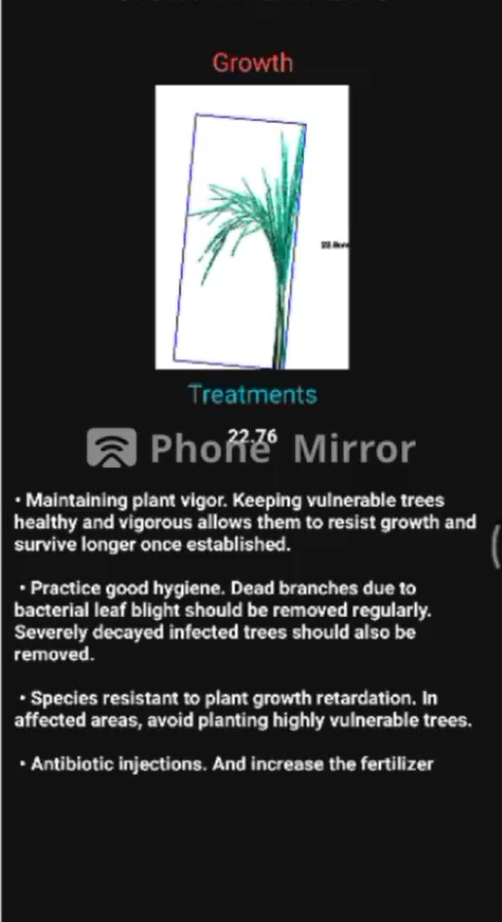 Growth
Treatments
22.76
Phone Mirror
• Maintaining plant vigor. Keeping vulnerable trees
healthy and vigorous allows them to resist growth and
survive longer once established.
• Practice good hygiene. Dead branches due to
bacterial leaf blight should be removed regularly.
Severely decayed infected trees should also be
removed.
• Species resistant to plant growth retardation. In
affected areas, avoid planting highly vulnerable trees.
• Antibiotic injections. And increase the fertilizer